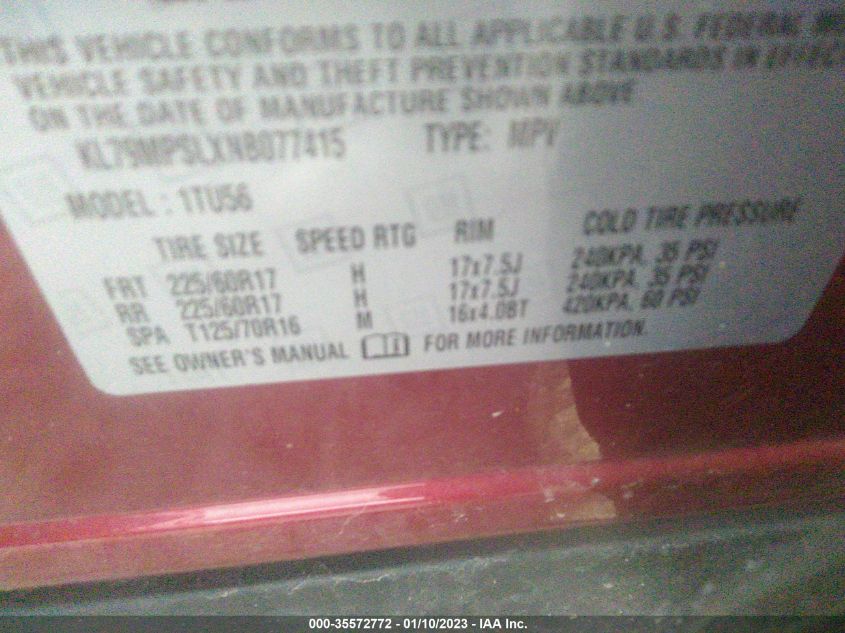 THIS VEHICLE CONFORMS TO ALL APPLICABLE U.S. FEDERAL
VEHICLE SAFETY AND THEFT PREVENTION STANDARDS IN EFFECT
ON THE DATE OF MANUFACTURE SHOWN ABOVE
KL79MPSLXNB077415 TYPE: MPV
MODEL: 1TU56
TIRE SIZE SPEED RTG RIM COLD TIRE PRESSURE
FRT 225/60R17 H 17x7.5J 240KPA, 35 PSI
RR 225/60R17 H 17x7.5J 240KPA, 35 PSI
SPA T125/70R16 M 16x4.0BT 420KPA, 60 PSI
SEE OWNER'S MANUAL FOR MORE INFORMATION.
000-35572772 - 01/10/2023 - IAA Inc.